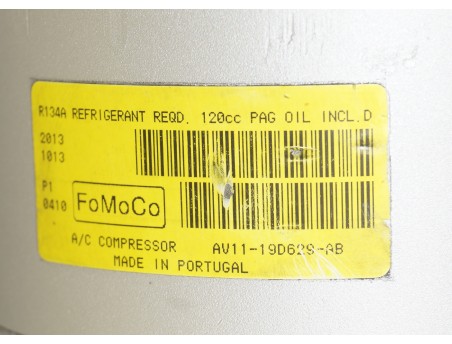 R134A REFRIGERANT REQD. 120cc PAG OIL INCL.D
2013
1013
P1
0410
FoMoCo
A/C COMPRESSOR AV11-19D629-AB
MADE IN PORTUGAL